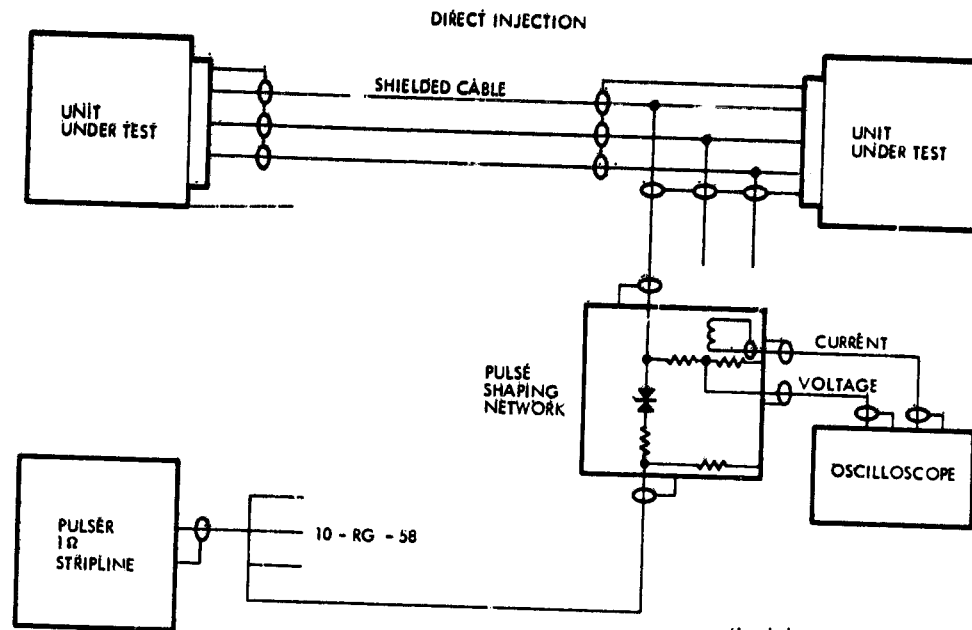 DIRECT INJECTION
UNIT
UNDER TEST
SHIELDED CABLE
UNIT
UNDER TEST
PULSE
SHAPING
NETWORK
CURRENT
VOLTAGE
OSCILLOSCOPE
PULSER
1Ω
STRIPLINE
10 - RG - 58